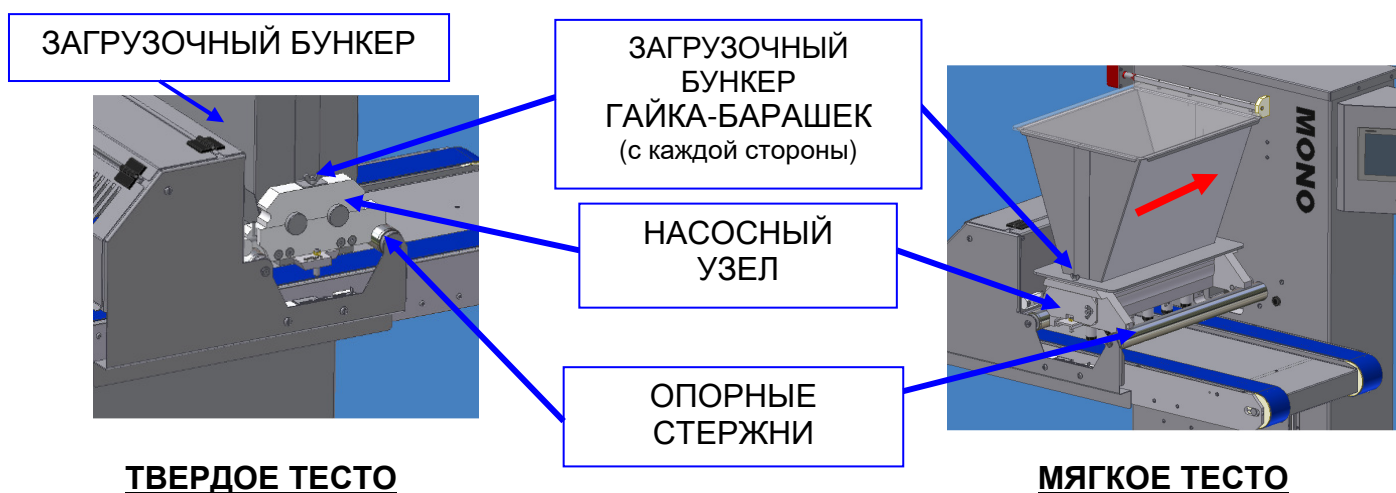 ЗАГРУЗОЧНЫЙ БУНКЕР
ЗАГРУЗОЧНЫЙ
БУНКЕР
ГАЙКА-БАРАШЕК
(с каждой стороны)
MONO
НАСОСНЫЙ
УЗЕЛ
ОПОРНЫЕ
СТЕРЖНИ
ТВЕРДОЕ ТЕСТО
МЯГКОЕ ТЕСТО